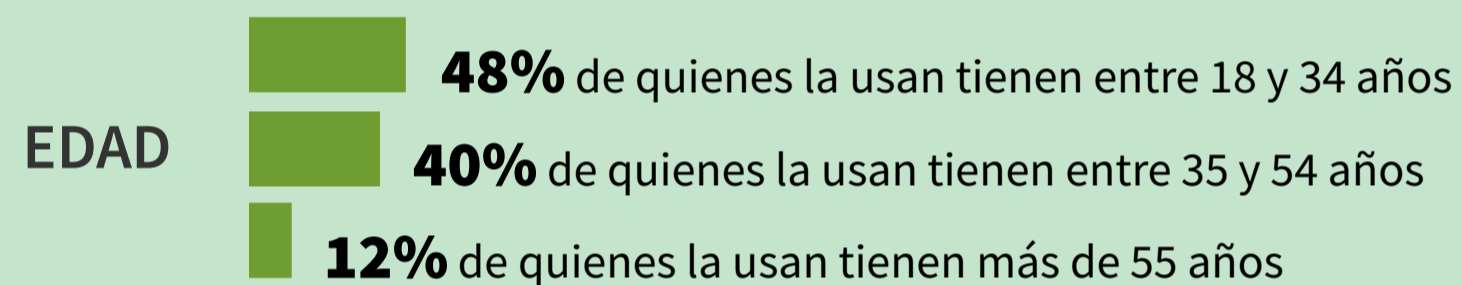 48% de quienes la usan tienen entre 18 y 34 años
EDAD
40% de quienes la usan tienen entre 35 y 54 años
12% de quienes la usan tienen más de 55 años